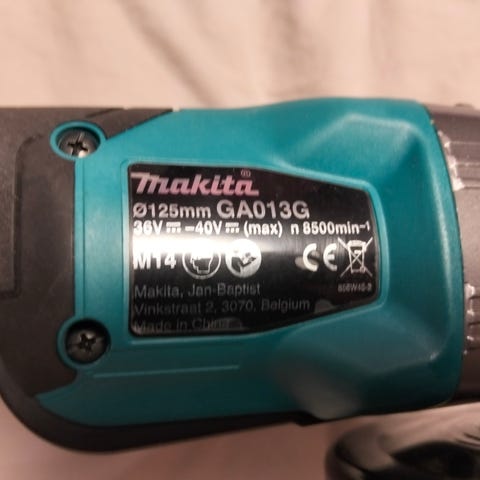 makita®
Ø125mm GA013G
36V⎓-40V⎓ (max) n 8500min⁻¹
M14 CE
Makita, Jan-Baptist
Vinkstraat 2, 3070, Belgium
Made in China